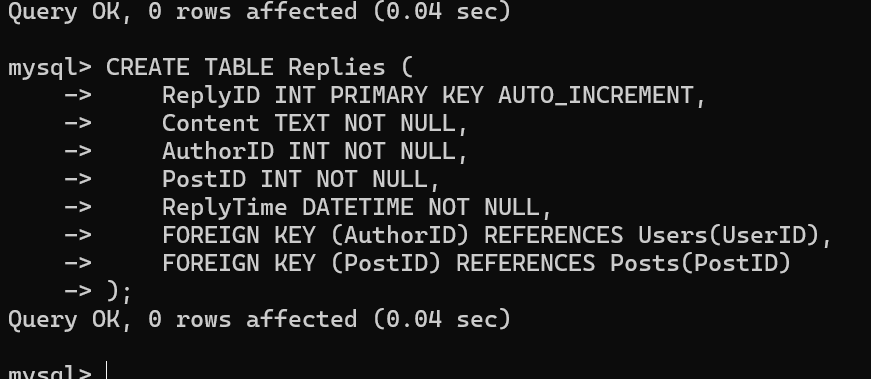 Query OK, 0 rows affected (0.04 sec)
mysql> CREATE TABLE Replies (
    ->     ReplyID INT PRIMARY KEY AUTO_INCREMENT,
    ->     Content TEXT NOT NULL,
    ->     AuthorID INT NOT NULL,
    ->     PostID INT NOT NULL,
    ->     ReplyTime DATETIME NOT NULL,
    ->     FOREIGN KEY (AuthorID) REFERENCES Users(UserID),
    ->     FOREIGN KEY (PostID) REFERENCES Posts(PostID)
    -> );
Query OK, 0 rows affected (0.04 sec)
mysql>